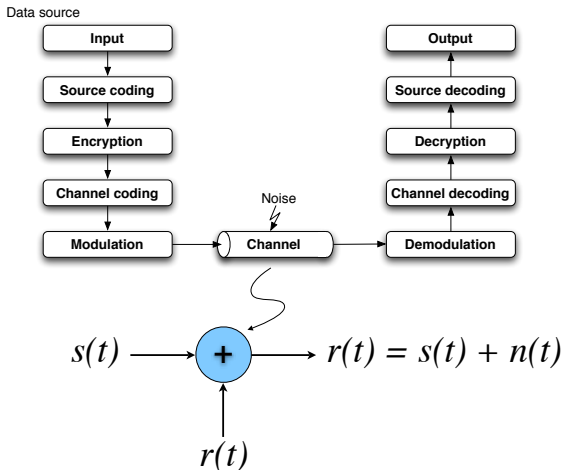 Data source
Input
Output
Source coding
Source decoding
Encryption
Decryption
Channel coding
Channel decoding
Noise
Modulation
Channel
Demodulation
s(t)
+
r(t) = s(t) + n(t)
r(t)